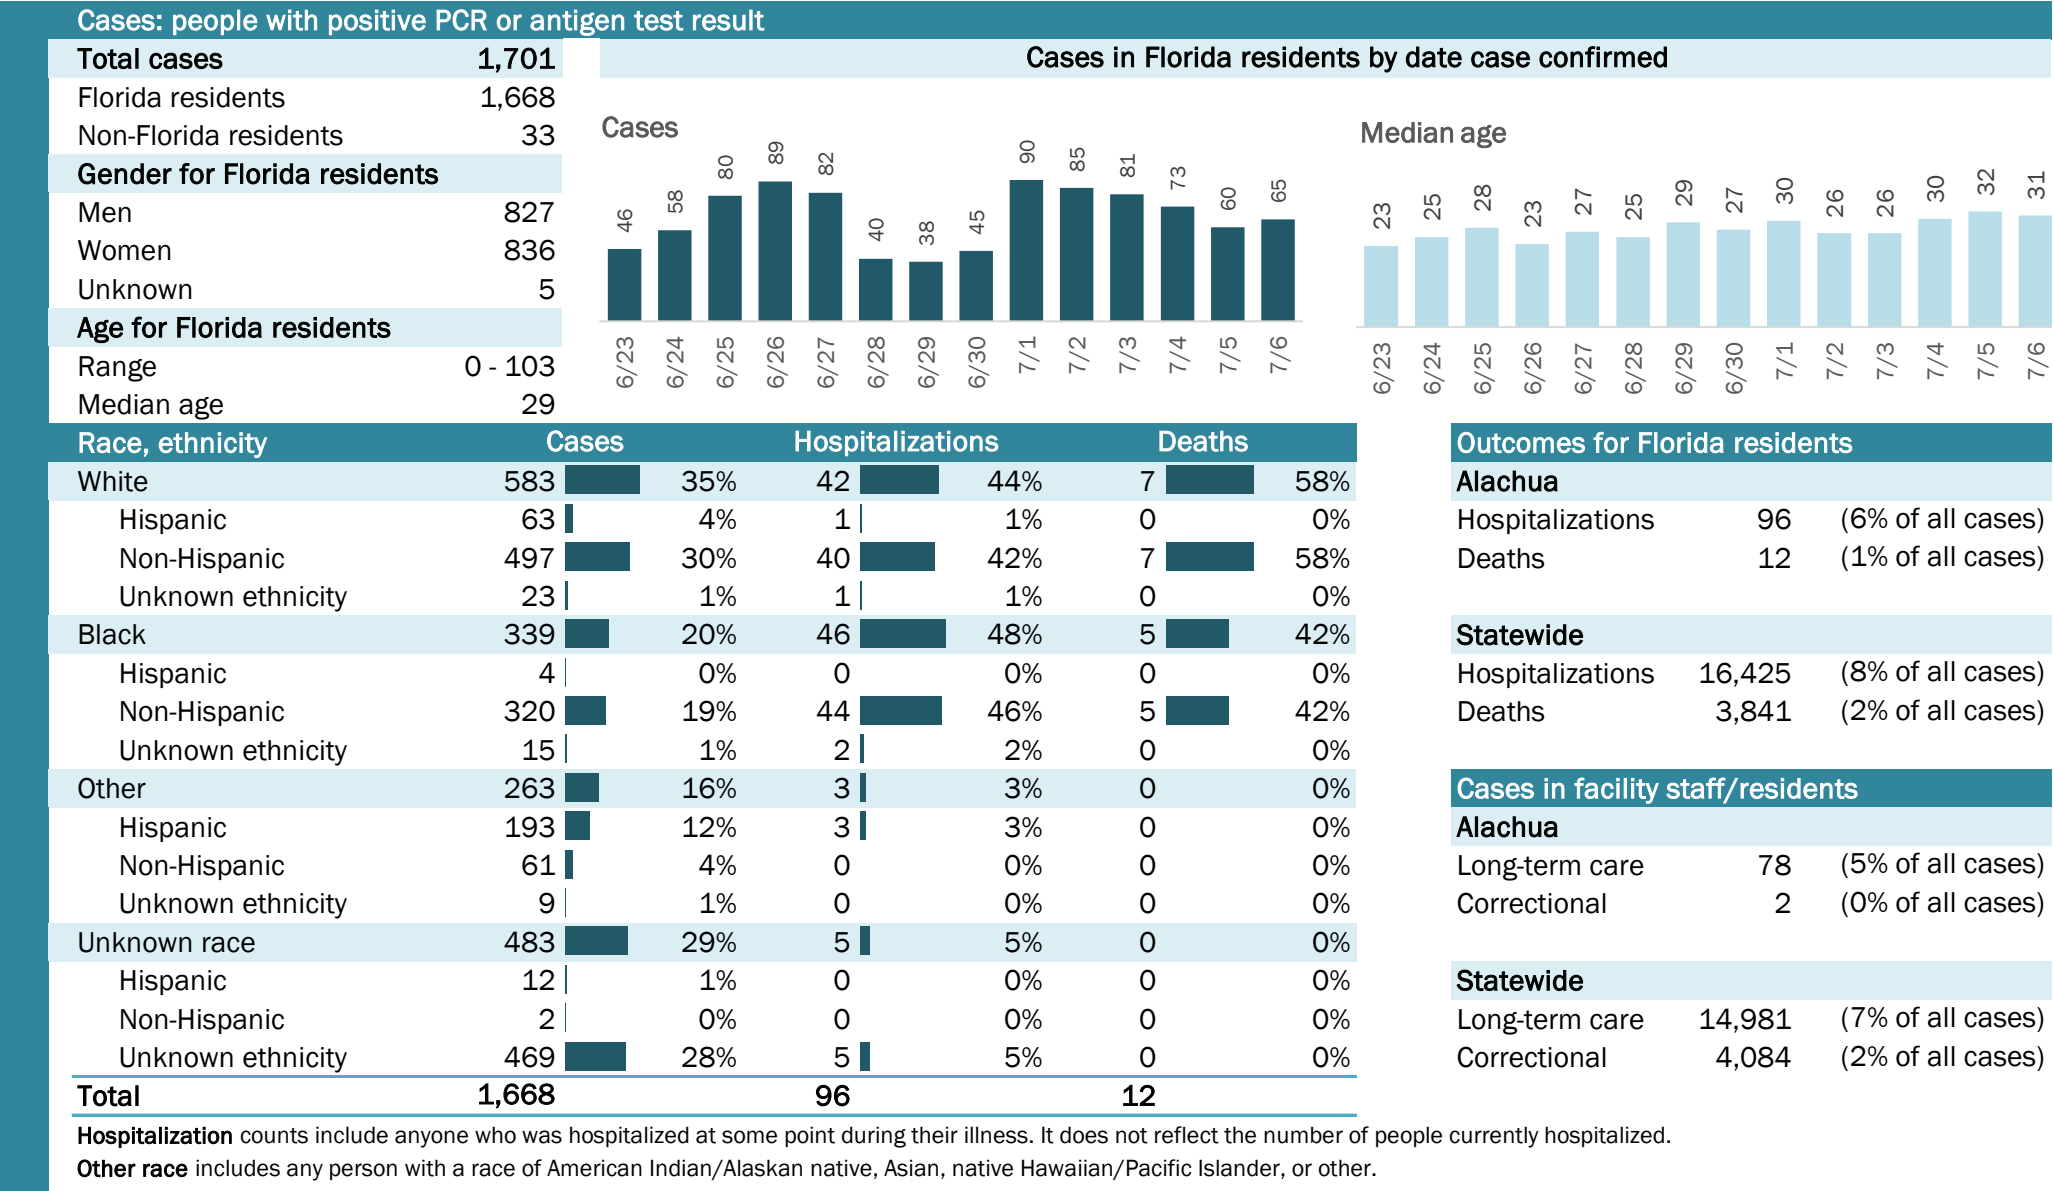 Cases: people with positive PCR or antigen test result
Total cases 1,701
Florida residents 1,668
Non-Florida residents 33
Gender for Florida residents
Men 827
Women 836
Unknown 5
Age for Florida residents
Range 0 - 103
Median age 29
Cases in Florida residents by date case confirmed
Cases
46 58 80 89 82 40 38 45 90 85 81 73 60 65
6/23 6/24 6/25 6/26 6/27 6/28 6/29 6/30 7/1 7/2 7/3 7/4 7/5 7/6
Median age
23 25 28 23 27 25 29 27 30 26 26 30 32 31
6/23 6/24 6/25 6/26 6/27 6/28 6/29 6/30 7/1 7/2 7/3 7/4 7/5 7/6
Race, ethnicity Cases Hospitalizations Deaths
White 583 35% 42 44% 7 58%
Hispanic 63 4% 1 1% 0 0%
Non-Hispanic 497 30% 40 42% 7 58%
Unknown ethnicity 23 1% 1 1% 0 0%
Black 339 20% 46 48% 5 42%
Hispanic 4 0% 0 0% 0 0%
Non-Hispanic 320 19% 44 46% 5 42%
Unknown ethnicity 15 1% 2 2% 0 0%
Other 263 16% 3 3% 0 0%
Hispanic 193 12% 3 3% 0 0%
Non-Hispanic 61 4% 0 0% 0 0%
Unknown ethnicity 9 1% 0 0% 0 0%
Unknown race 483 29% 5 5% 0 0%
Hispanic 12 1% 0 0% 0 0%
Non-Hispanic 2 0% 0 0% 0 0%
Unknown ethnicity 469 28% 5 5% 0 0%
Total 1,668 96 12
Outcomes for Florida residents
Alachua
Hospitalizations 96 (6% of all cases)
Deaths 12 (1% of all cases)
Statewide
Hospitalizations 16,425 (8% of all cases)
Deaths 3,841 (2% of all cases)
Cases in facility staff/residents
Alachua
Long-term care 78 (5% of all cases)
Correctional 2 (0% of all cases)
Statewide
Long-term care 14,981 (7% of all cases)
Correctional 4,084 (2% of all cases)
Hospitalization counts include anyone who was hospitalized at some point during their illness. It does not reflect the number of people currently hospitalized.
Other race includes any person with a race of American Indian/Alaskan native, Asian, native Hawaiian/Pacific Islander, or other.